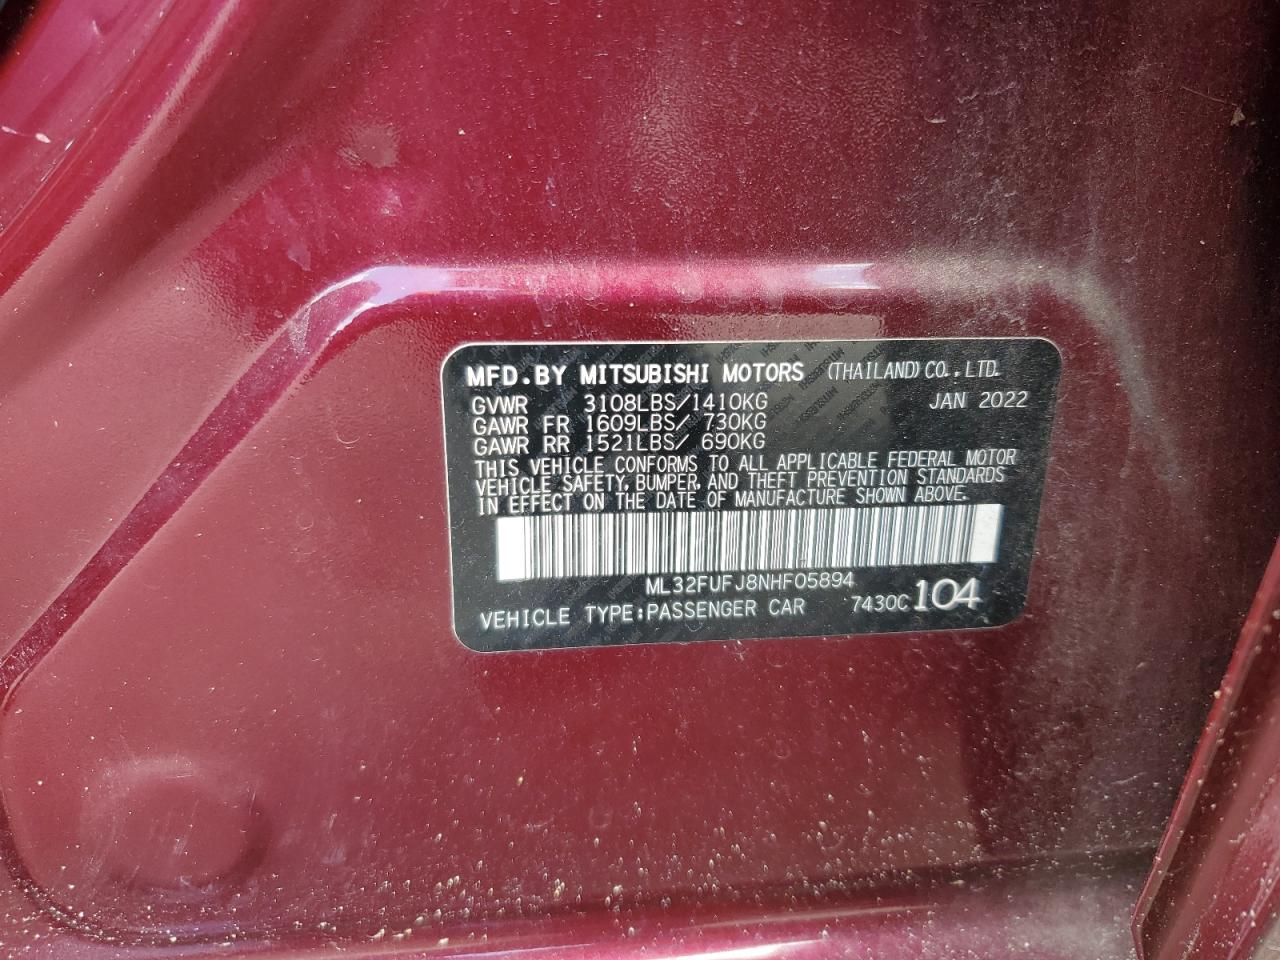 MFD.BY MITSUBISHI MOTORS (THAILAND) CO.,LTD.
GVWR 3108LBS/1410KG JAN 2022
GAWR FR 1609LBS/ 730KG
GAWR RR 1521LBS/ 690KG
THIS VEHICLE CONFORMS TO ALL APPLICABLE FEDERAL MOTOR
VEHICLE SAFETY, BUMPER, AND THEFT PREVENTION STANDARDS
IN EFFECT ON THE DATE OF MANUFACTURE SHOWN ABOVE.
ML32FUFJ8NHF05894
VEHICLE TYPE:PASSENGER CAR 7430C 104